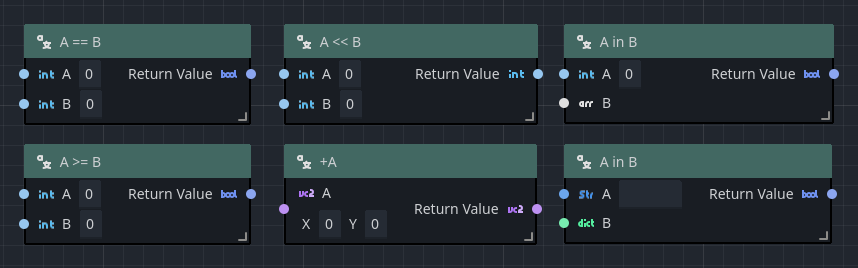 A == B
int A 0 Return Value bool
int B 0
A << B
int A 0 Return Value int
int B 0
A in B
int A 0 Return Value bool
arr B
A >= B
int A 0 Return Value bool
int B 0
+A
vc2 A
Return Value vc2
X 0 Y 0
A in B
Str A Return Value bool
dict B